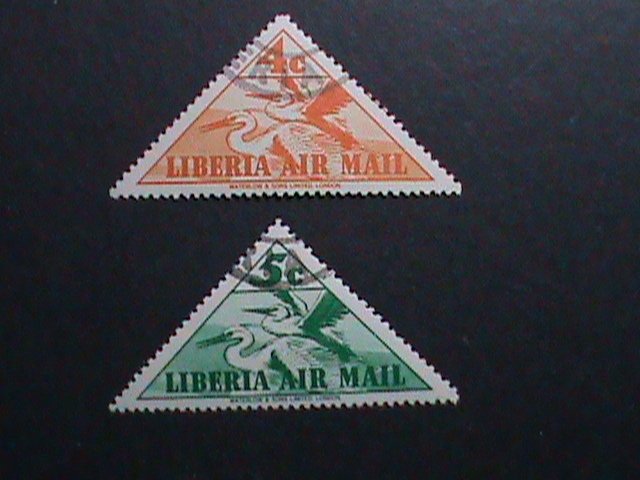 4c
LIBERIA AIR MAIL
WATERLOW & SONS LIMITED, LONDON.
5c
LIBERIA AIR MAIL
WATERLOW & SONS LIMITED, LONDON.